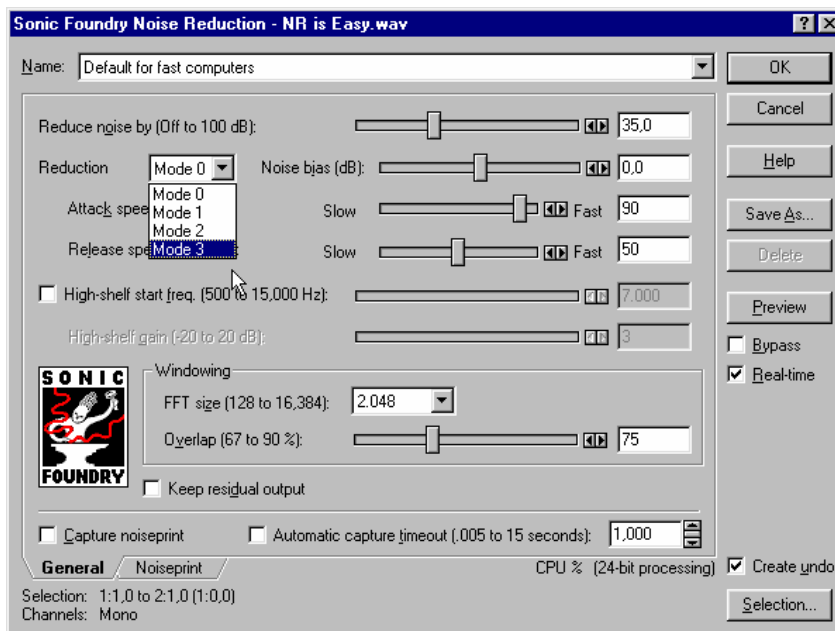 Sonic Foundry Noise Reduction - NR is Easy.wav
Name: Default for fast computers
OK
Cancel
Help
Save As...
Delete
Preview
Bypass
Real-time
Reduce noise by (Off to 100 dB): 35,0
Reduction Mode 0 Noise bias (dB): 0,0
Mode 0
Mode 1
Mode 2
Mode 3
Attack spee Slow Fast 90
Release spe Slow Fast 50
High-shelf start freq. (500 to 15,000 Hz): 7.000
High-shelf gain (-20 to 20 dB): 3
SONIC
FOUNDRY
Windowing
FFT size (128 to 16,384): 2.048
Overlap (67 to 90 %): 75
Keep residual output
Capture noiseprint Automatic capture timeout (.005 to 15 seconds): 1,000
General Noiseprint CPU % (24-bit processing)
Create undo
Selection: 1:1,0 to 2:1,0 (1:0,0)
Channels: Mono
Selection...